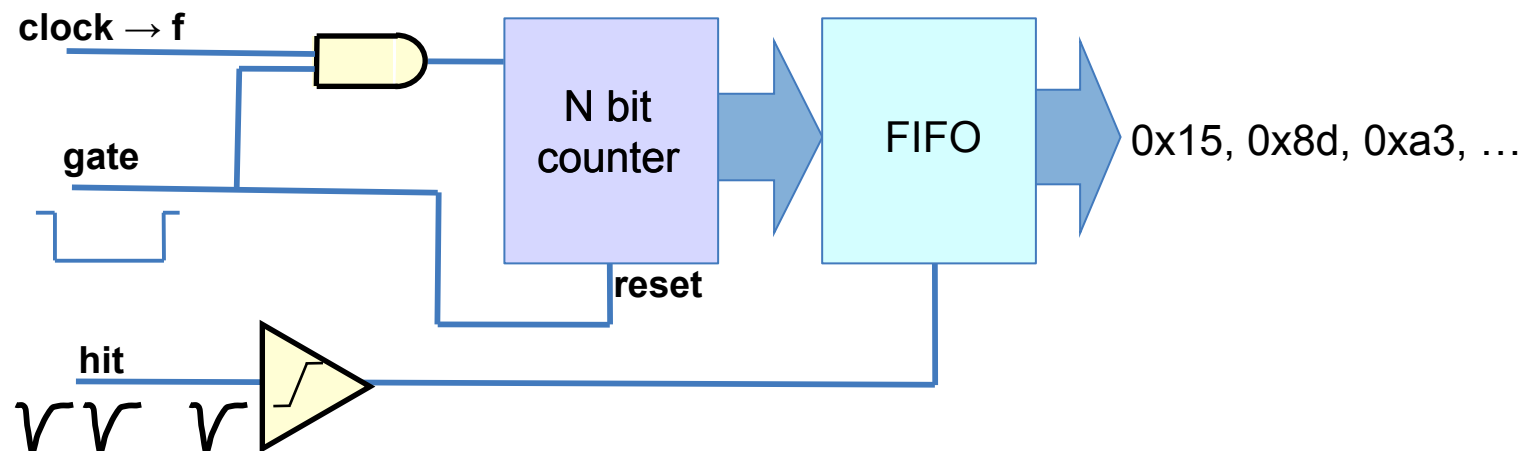 clock → f
N bit
counter
FIFO
0x15, 0x8d, 0xa3, …
gate
reset
hit